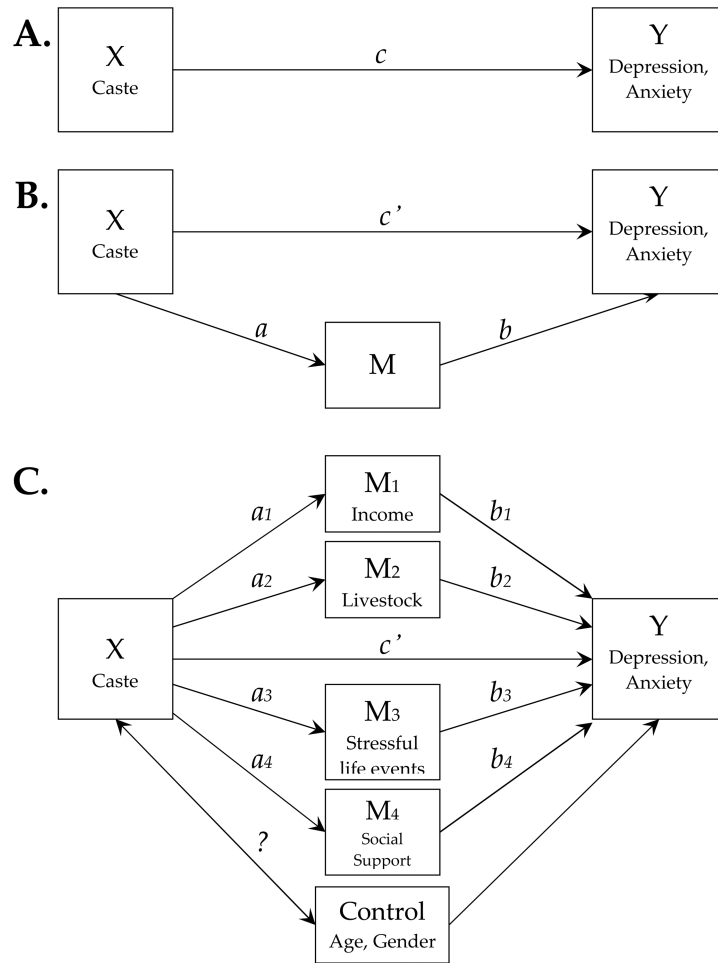 A.
X
Caste
c
Y
Depression,
Anxiety
B.
X
Caste
c’
Y
Depression,
Anxiety
a
M
b
C.
M1
Income
a1
b1
M2
Livestock
a2
b2
X
Caste
c’
Y
Depression,
Anxiety
a3
M3
Stressful
life events
b3
a4
M4
Social
Support
b4
?
Control
Age, Gender